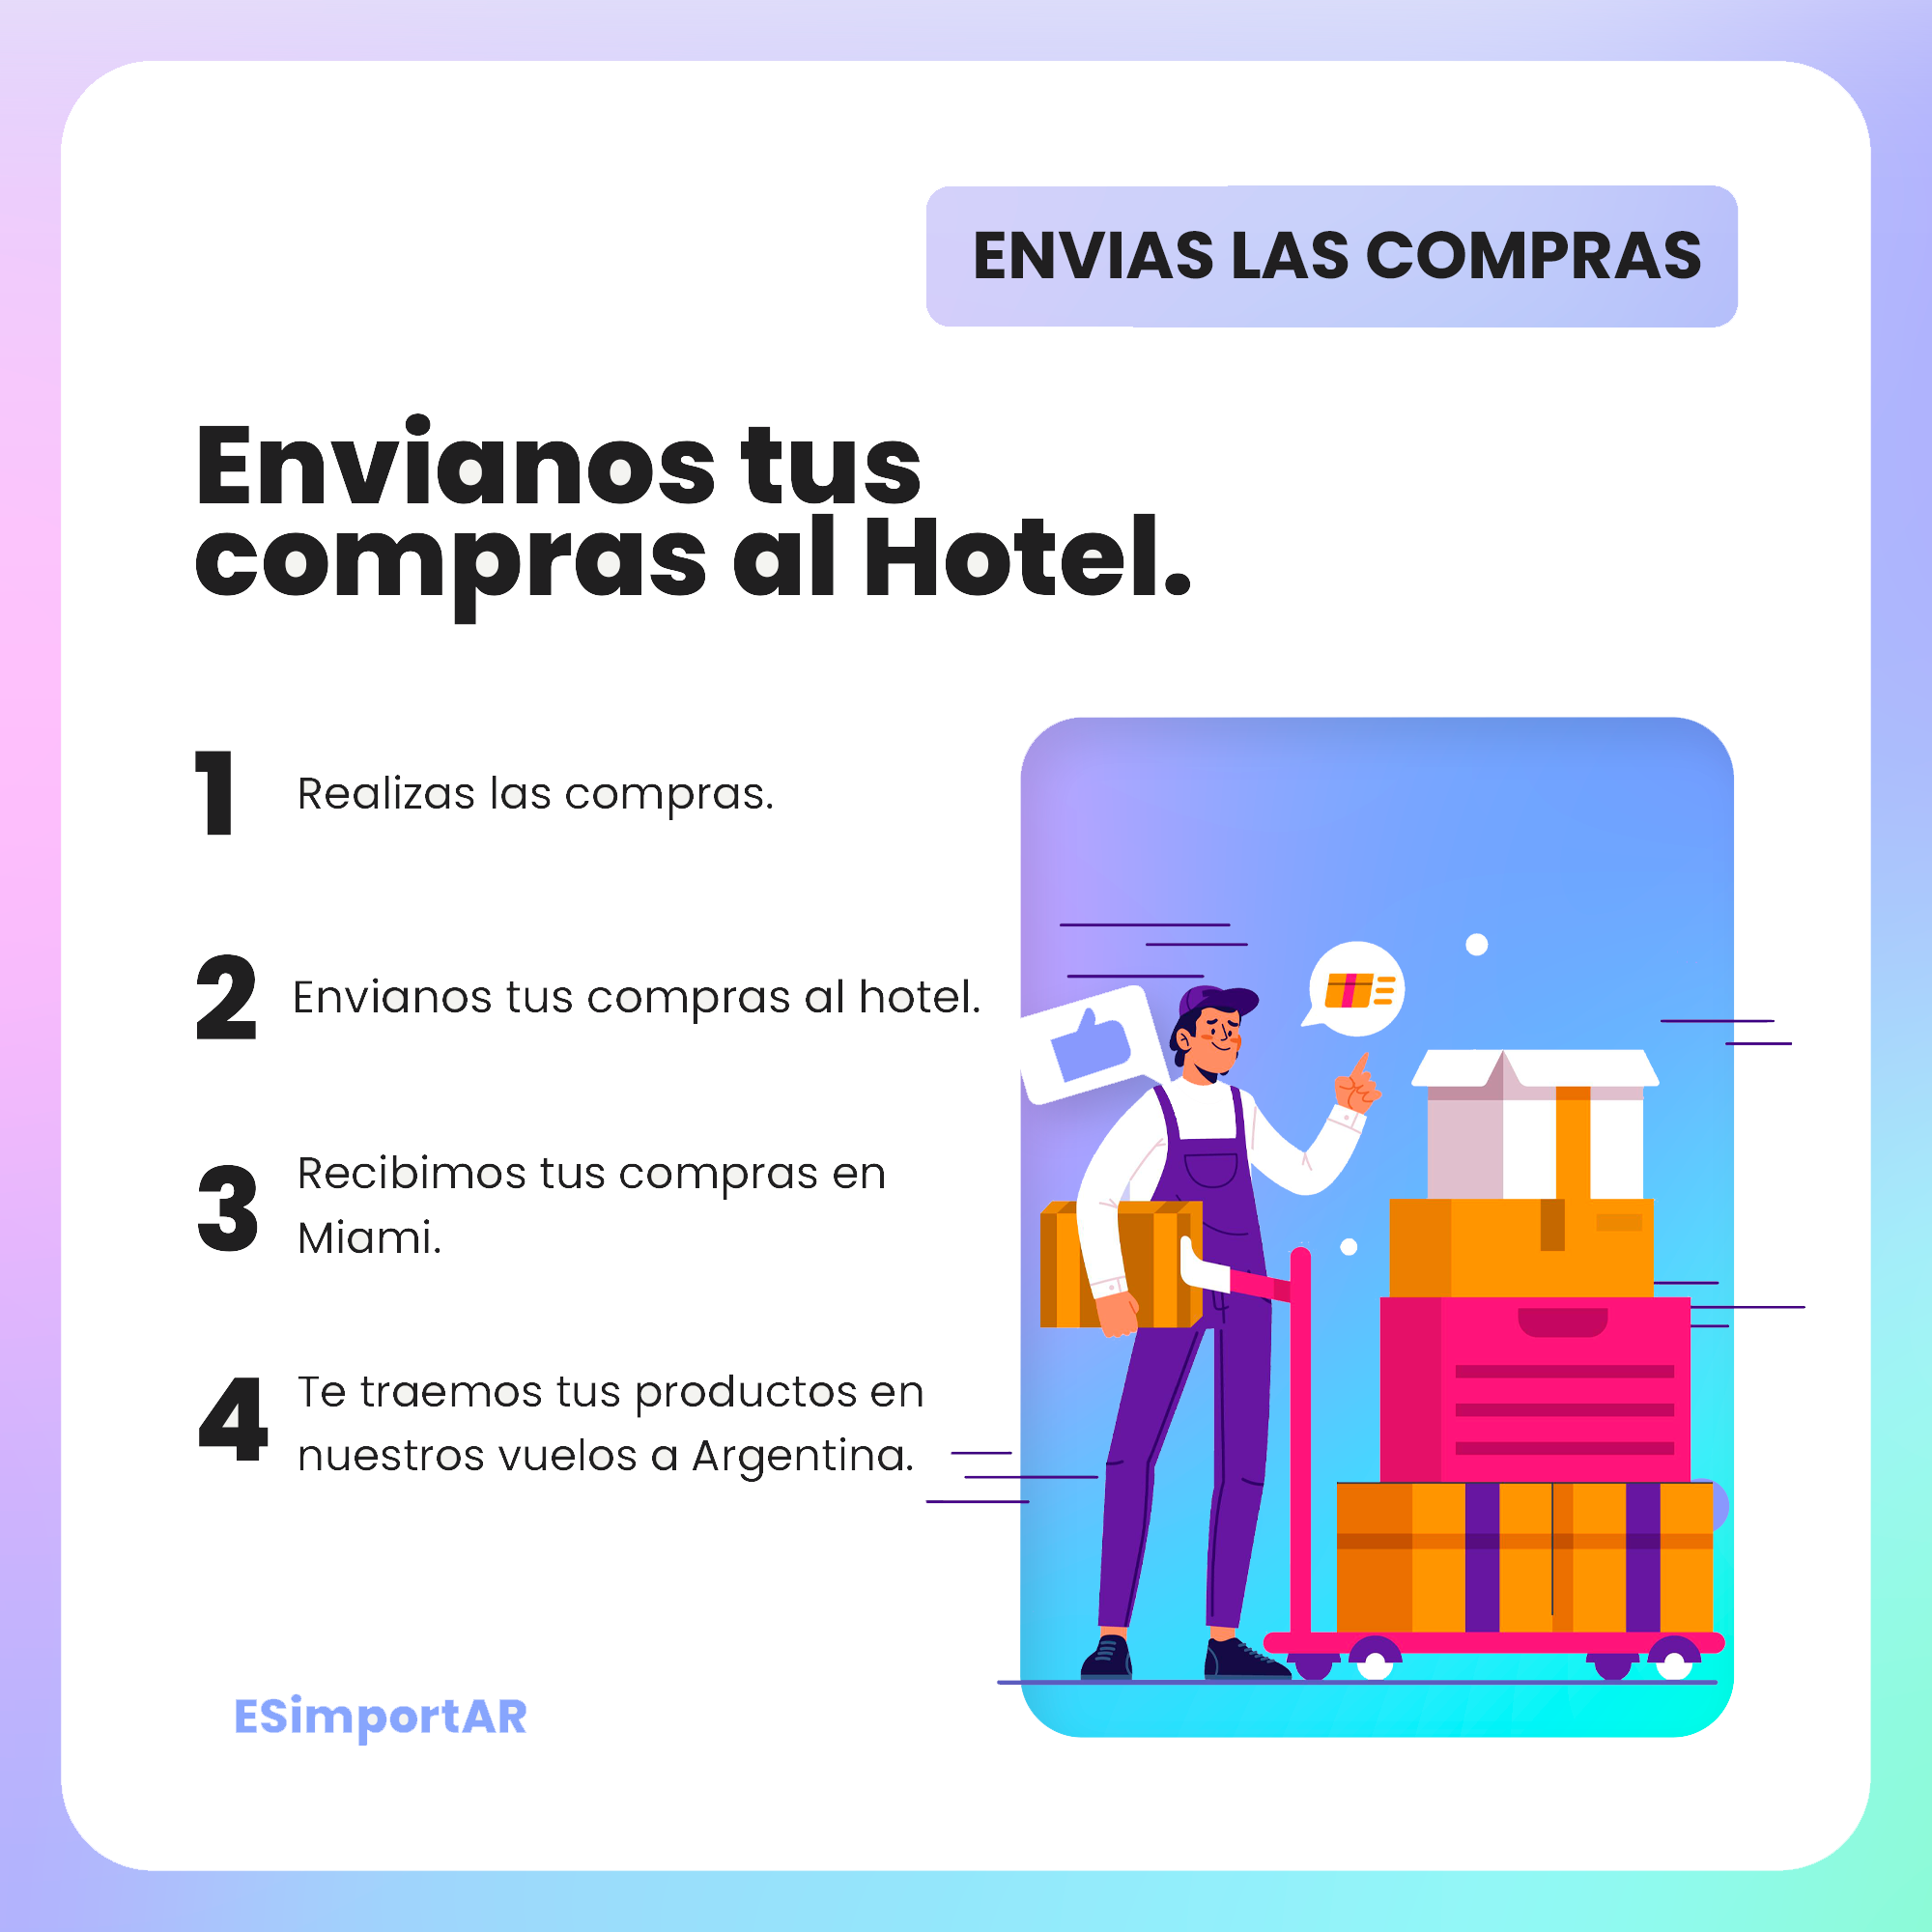 ENVIAS LAS COMPRAS
Envianos tus
compras al Hotel.
1 Realizas las compras.
2 Envianos tus compras al hotel.
3 Recibimos tus compras en
Miami.
4 Te traemos tus productos en
nuestros vuelos a Argentina.
ESimportAR